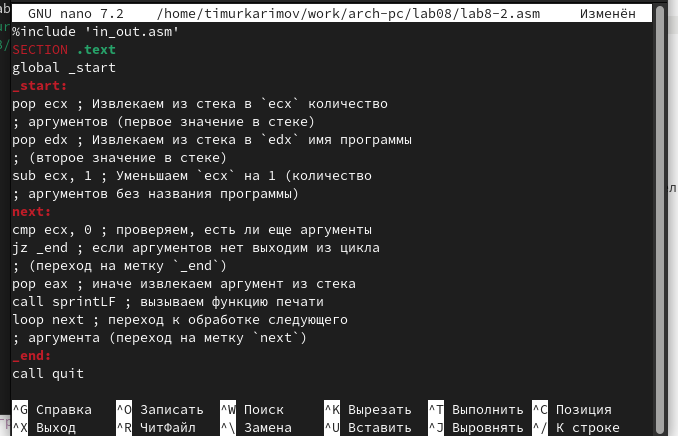 GNU nano 7.2 /home/timurkarimov/work/arch-pc/lab08/lab8-2.asm Изменён
%include 'in_out.asm'
SECTION .text
global _start
_start:
pop ecx ; Извлекаем из стека в `ecx` количество
; аргументов (первое значение в стеке)
pop edx ; Извлекаем из стека в `edx` имя программы
; (второе значение в стеке)
sub ecx, 1 ; Уменьшаем `ecx` на 1 (количество
; аргументов без названия программы)
next:
cmp ecx, 0 ; проверяем, есть ли еще аргументы
jz _end ; если аргументов нет выходим из цикла
; (переход на метку `_end`)
pop eax ; иначе извлекаем аргумент из стека
call sprintLF ; вызываем функцию печати
loop next ; переход к обработке следующего
; аргумента (переход на метку `next`)
_end:
call quit
^G Справка ^O Записать ^W Поиск ^K Вырезать ^T Выполнить ^C Позиция
^X Выход ^R ЧитФайл ^\ Замена ^U Вставить ^J Выровнять ^/ К строке